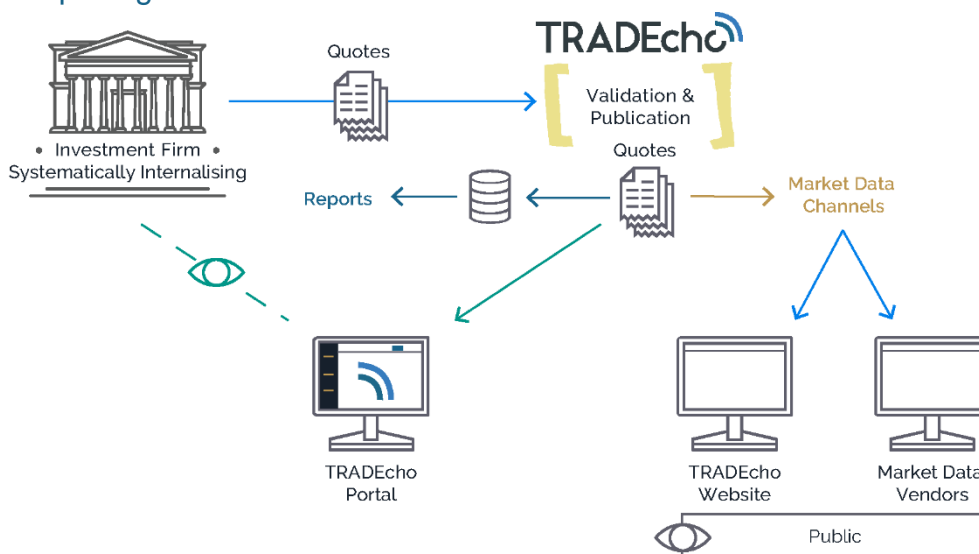 TRADEcho
Quotes
Validation &
Publication
• Investment Firm •
Systematically Internalising
Quotes
Reports
Market Data
Channels
TRADEcho
Portal
TRADEcho
Website
Market Data
Vendors
Public